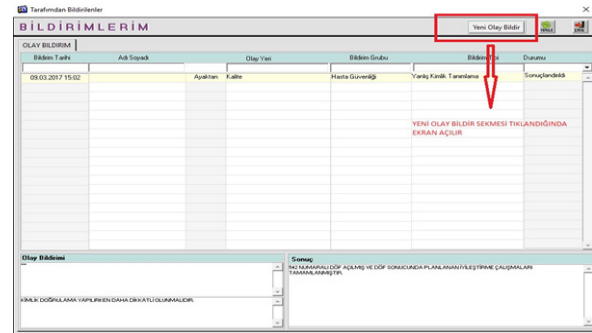 Tarafımdan Bildirilenler
BİLDİRİMLERİM
Yeni Olay Bildir
OLAY BİLDİRİM
Bildirim Tarihi Adı Soyadı Olay Yeri Bildirim Grubu Bildirim Durumu
09.03.2017 15:02 Ayaktan Kalite Hasta Güvenliği Yanlış Kimlik Tanımlama Sonuçlandırıldı
YENİ OLAY BİLDİR SEKMESİ TIKLANDIĞINDA
EKRAN AÇILIR
Olay Bildirimi
KİMLİK DOĞRULAMA YAPILIRKEN DAHA DİKKATLİ OLUNMALIDIR.
Sonuç
942 NUMARALI DÖF AÇILMIŞ VE DÖF SONUCUNDA PLANLANAN İYİLEŞTİRME ÇALIŞMALARI
TAMAMLANMIŞTIR.